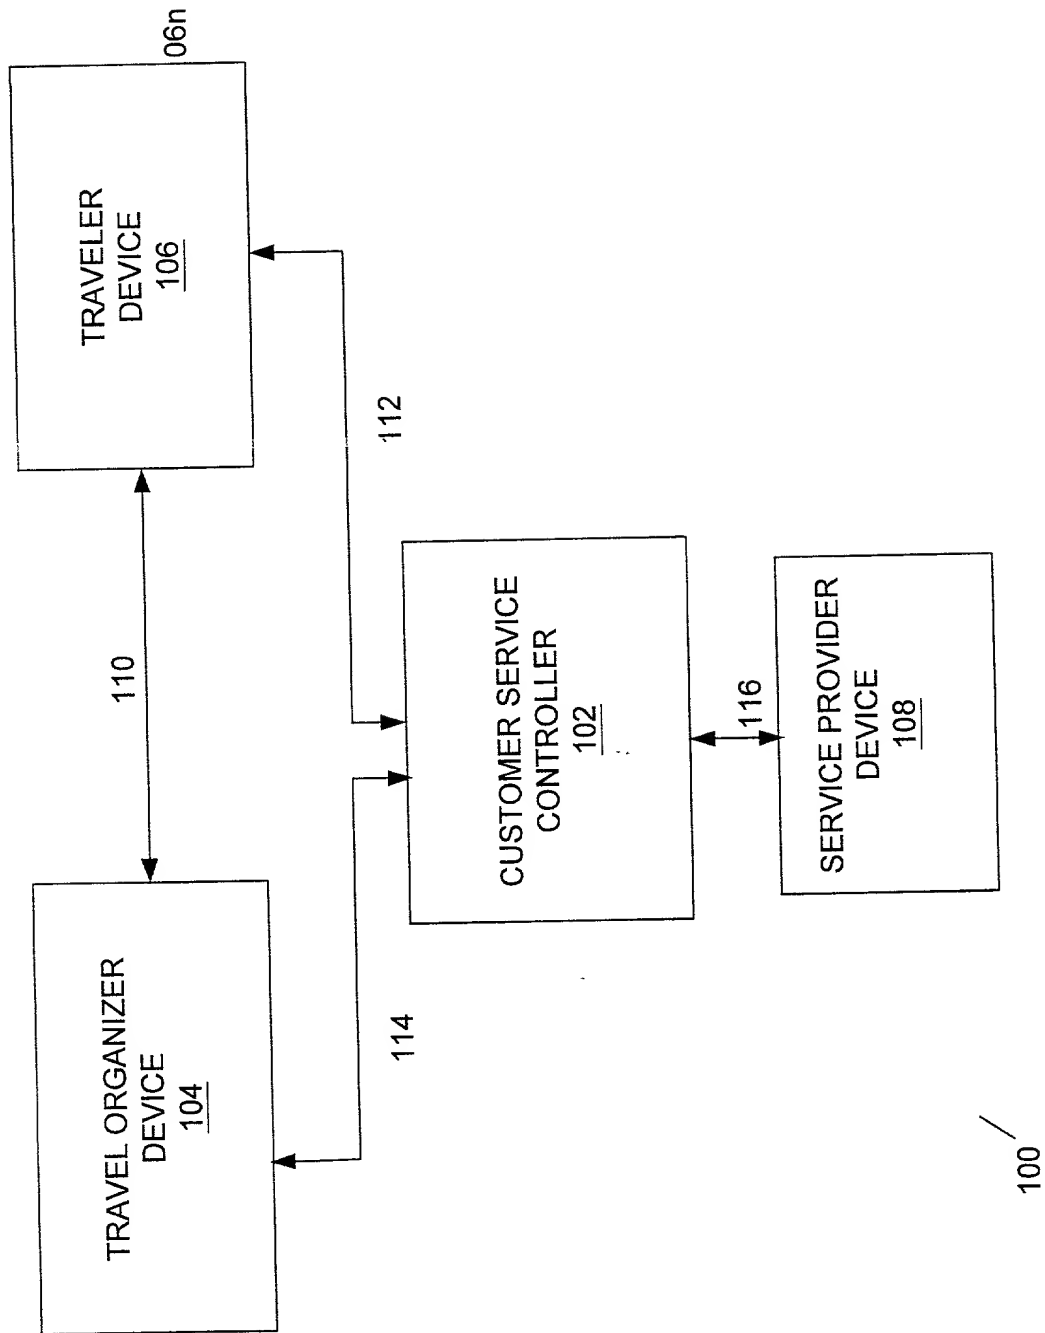 06n
TRAVELER
DEVICE
106
110
112
TRAVEL ORGANIZER
DEVICE
104
114
CUSTOMER SERVICE
CONTROLLER
102
116
SERVICE PROVIDER
DEVICE
108
100